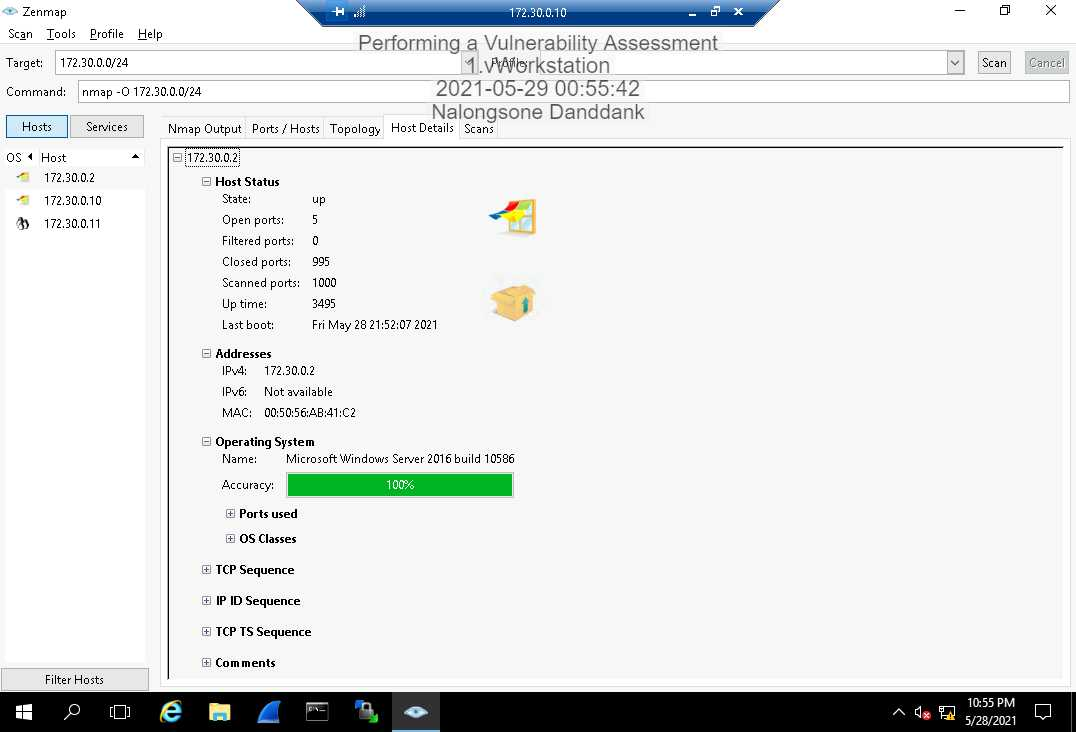 Zenmap
172.30.0.10
Scan Tools Profile Help
Performing a Vulnerability Assessment
Target: 172.30.0.0/24 Profile: Scan Cancel
1. vWorkstation
Command: nmap -O 172.30.0.0/24
2021-05-29 00:55:42
Nalongsone Danddank
Hosts Services
Nmap Output Ports / Hosts Topology Host Details Scans
OS Host
172.30.0.2
172.30.0.10
172.30.0.11
172.30.0.2
Host Status
State: up
Open ports: 5
Filtered ports: 0
Closed ports: 995
Scanned ports: 1000
Up time: 3495
Last boot: Fri May 28 21:52:07 2021
Addresses
IPv4: 172.30.0.2
IPv6: Not available
MAC: 00:50:56:AB:41:C2
Operating System
Name: Microsoft Windows Server 2016 build 10586
Accuracy: 100%
Ports used
OS Classes
TCP Sequence
IP ID Sequence
TCP TS Sequence
Comments
Filter Hosts
10:55 PM
5/28/2021